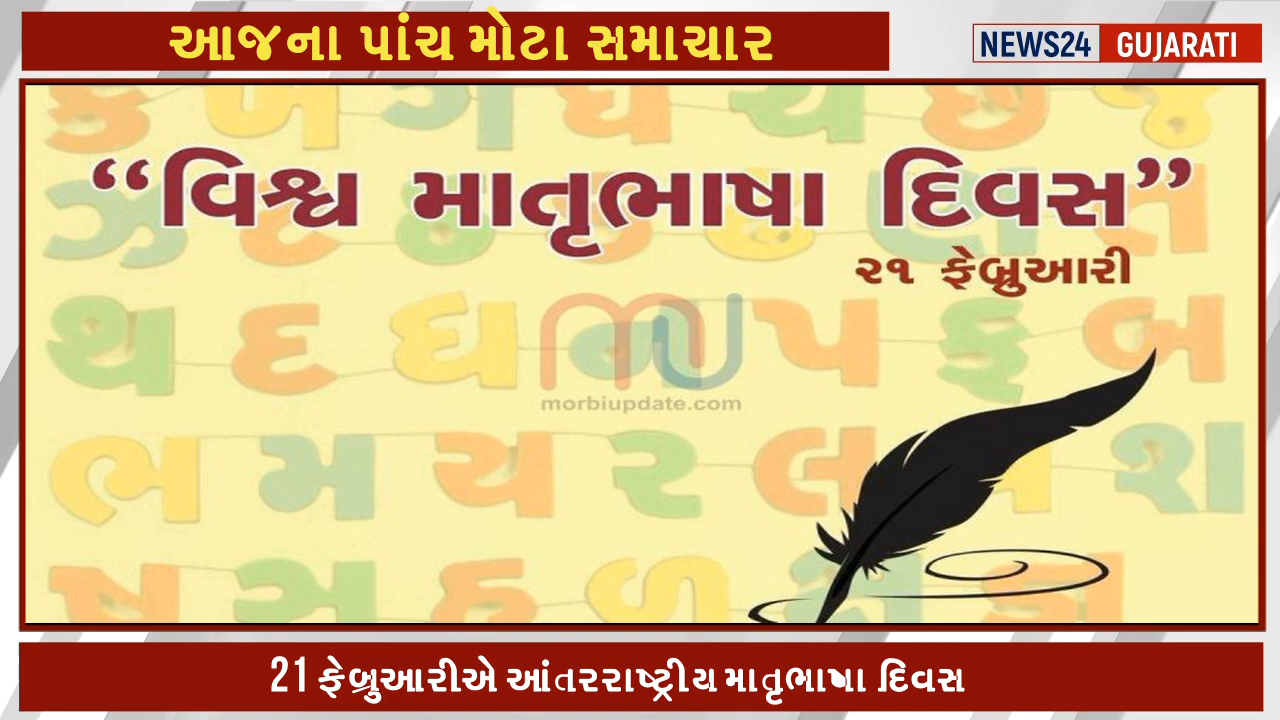 આજના પાંચ મોટા સમાચાર
NEWS24 GUJARATI
ક ખ ગ ઘ ચ છ જ
“વિશ્વ માતૃભાષા દિવસ”
૨૧ ફેબ્રુઆરી
થ દ ધ ન પ ફ બ
morbiupdate.com
ભ મ ય ર લ વ શ
ષ સ હ ળ ક્ષ જ્ઞ
21 ફેબ્રુઆરીએ આંતરરાષ્ટ્રીય માતૃભાષા દિવસ